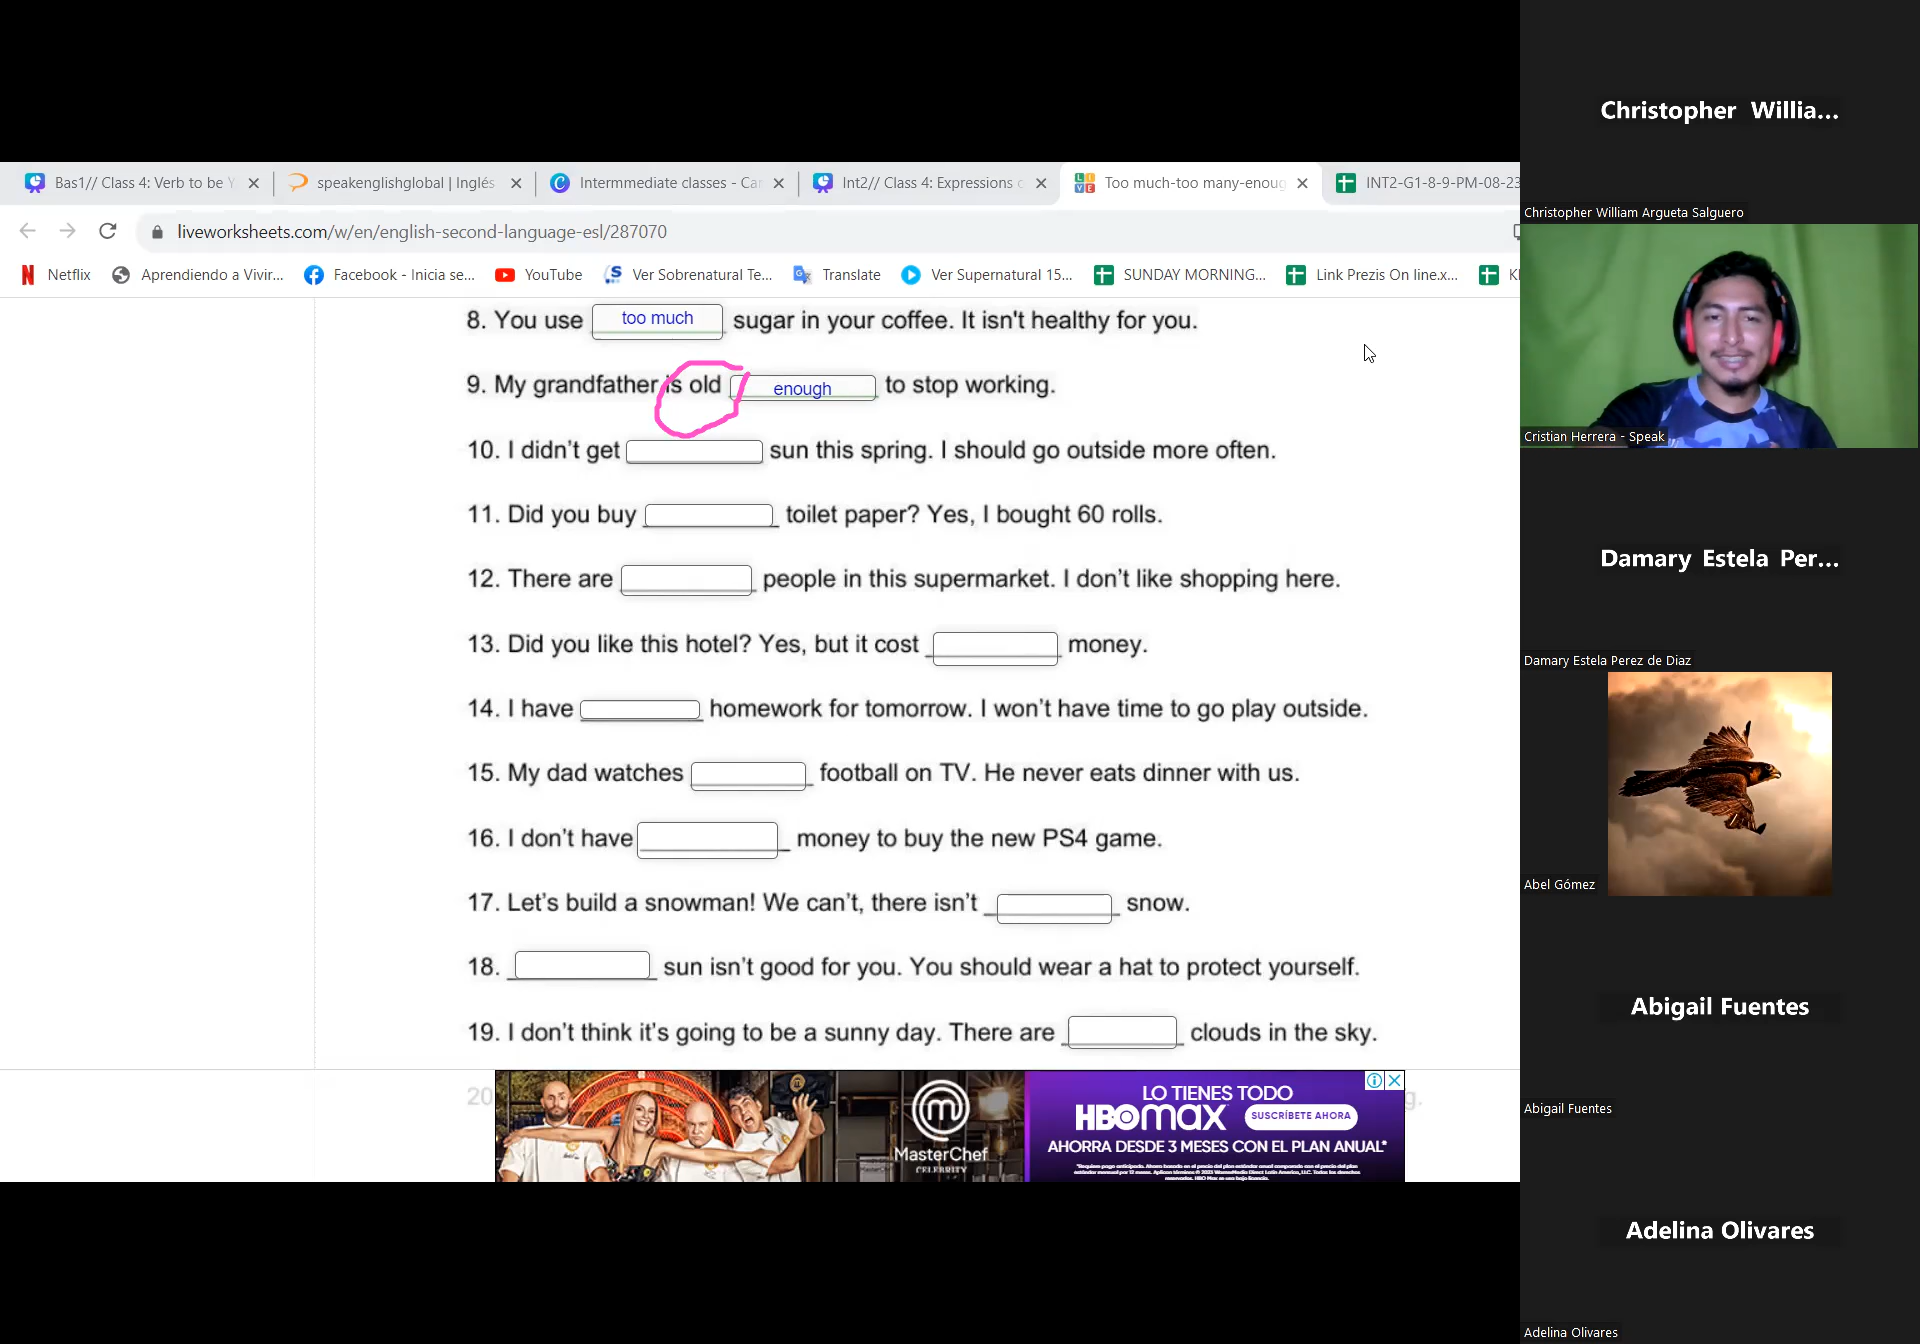 Bas1// Class 4: Verb to be Y
speakenglishglobal | Inglés
Intermmediate classes - Can
Int2// Class 4: Expressions o
Too much-too many-enoug
INT2-G1-8-9-PM-08-23
liveworksheets.com/w/en/english-second-language-esl/287070
Netflix
Aprendiendo a Vivir...
Facebook - Inicia se...
YouTube
Ver Sobrenatural Te...
Translate
Ver Supernatural 15...
SUNDAY MORNING...
Link Prezis On line.x...
8. You use too much sugar in your coffee. It isn't healthy for you.
9. My grandfather is old enough to stop working.
10. I didn't get sun this spring. I should go outside more often.
11. Did you buy toilet paper? Yes, I bought 60 rolls.
12. There are people in this supermarket. I don't like shopping here.
13. Did you like this hotel? Yes, but it cost money.
14. I have homework for tomorrow. I won't have time to go play outside.
15. My dad watches football on TV. He never eats dinner with us.
16. I don't have money to buy the new PS4 game.
17. Let's build a snowman! We can't, there isn't snow.
18. sun isn't good for you. You should wear a hat to protect yourself.
19. I don't think it's going to be a sunny day. There are clouds in the sky.
20
g.
MasterChef
CELEBRITY
LO TIENES TODO
HBOMAX
SUSCRÍBETE AHORA
AHORRA DESDE 3 MESES CON EL PLAN ANUAL*
Christopher Willia...
Christopher William Argueta Salguero
Cristian Herrera - Speak
Damary Estela Per...
Damary Estela Perez de Diaz
Abel Gómez
Abigail Fuentes
Abigail Fuentes
Adelina Olivares
Adelina Olivares